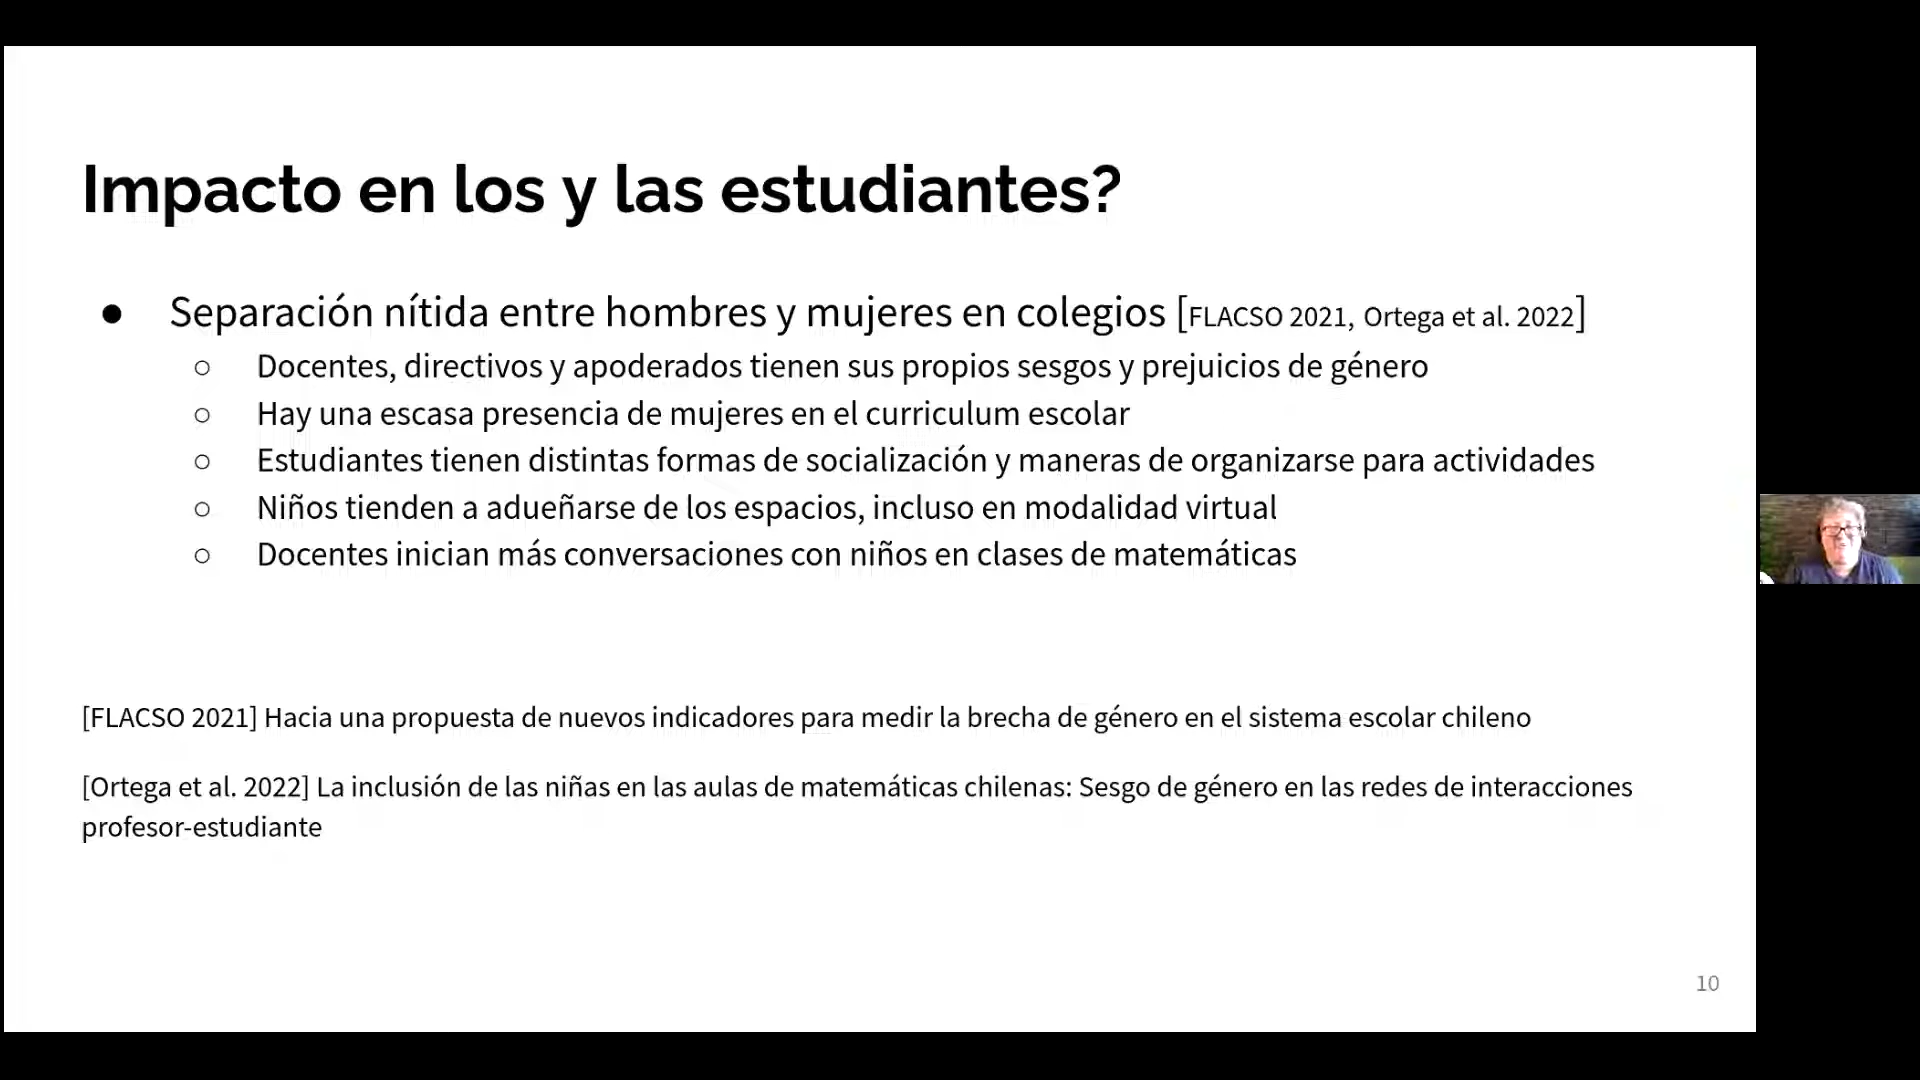 Impacto en los y las estudiantes?
● Separación nítida entre hombres y mujeres en colegios [FLACSO 2021, Ortega et al. 2022]
○ Docentes, directivos y apoderados tienen sus propios sesgos y prejuicios de género
○ Hay una escasa presencia de mujeres en el curriculum escolar
○ Estudiantes tienen distintas formas de socialización y maneras de organizarse para actividades
○ Niños tienden a adueñarse de los espacios, incluso en modalidad virtual
○ Docentes inician más conversaciones con niños en clases de matemáticas
[FLACSO 2021] Hacia una propuesta de nuevos indicadores para medir la brecha de género en el sistema escolar chileno
[Ortega et al. 2022] La inclusión de las niñas en las aulas de matemáticas chilenas: Sesgo de género en las redes de interacciones
profesor-estudiante
10